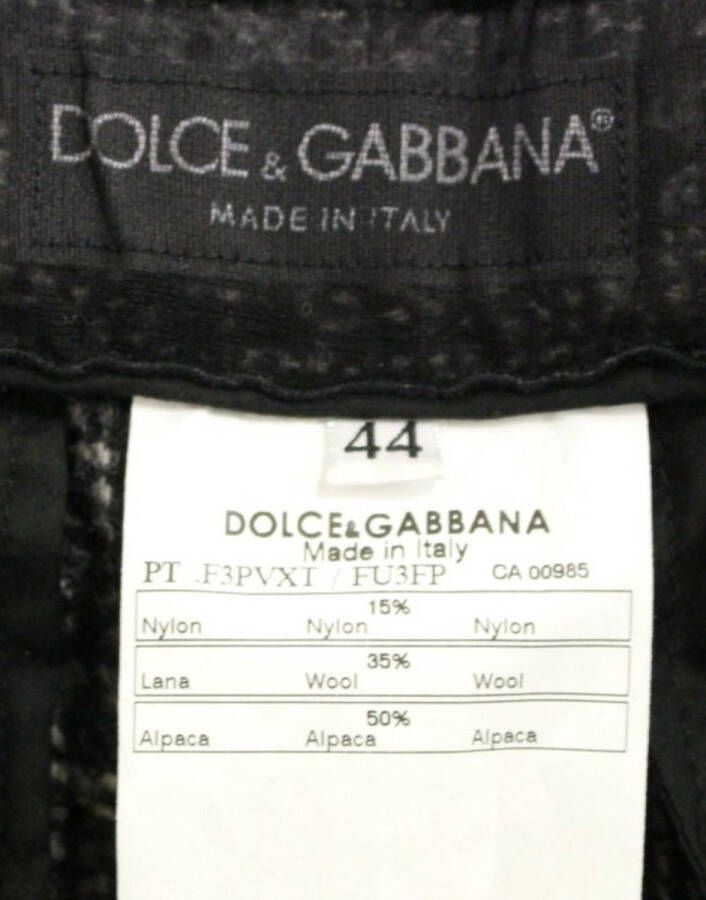 DOLCE & GABBANA®
MADE IN ITALY
44
DOLCE&GABBANA
Made in Italy
PT .F3PVXT / FU3FP CA 00985
15%
Nylon Nylon Nylon
35%
Lana Wool Wool
50%
Alpaca Alpaca Alpaca